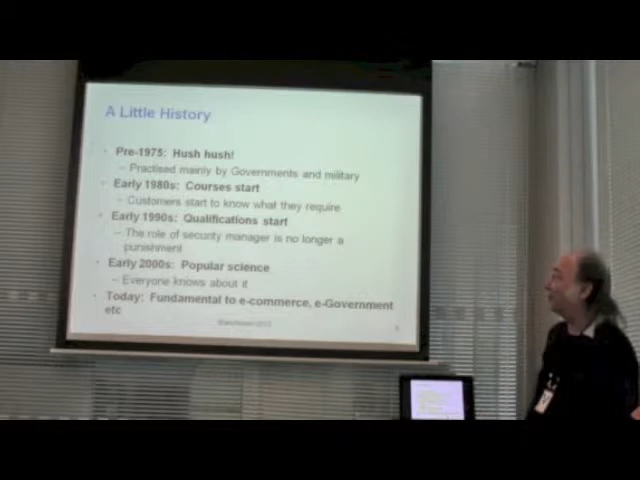 A Little History
Pre-1975: Hush hush!
– Practised mainly by Governments and military
Early 1980s: Courses start
– Customers start to know what they require
Early 1990s: Qualifications start
– The role of security manager is no longer a
punishment
Early 2000s: Popular science
– Everyone knows about it
Today: Fundamental to e-commerce, e-Government
etc